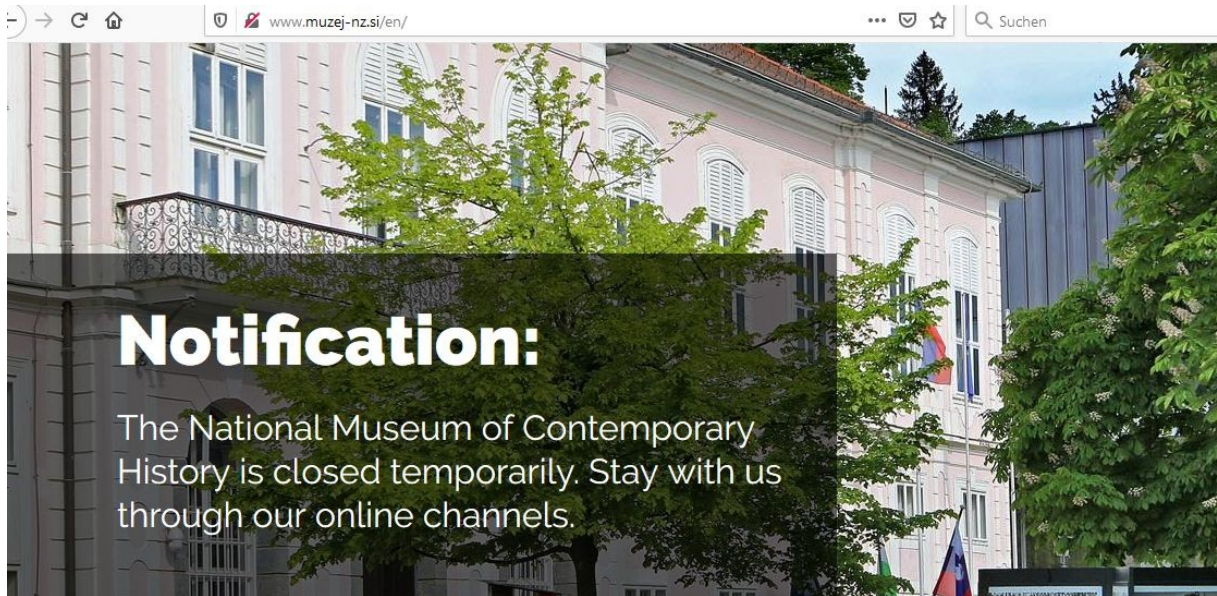 www.muzej-nz.si/en/
Suchen
Notification:
The National Museum of Contemporary
History is closed temporarily. Stay with us
through our online channels.